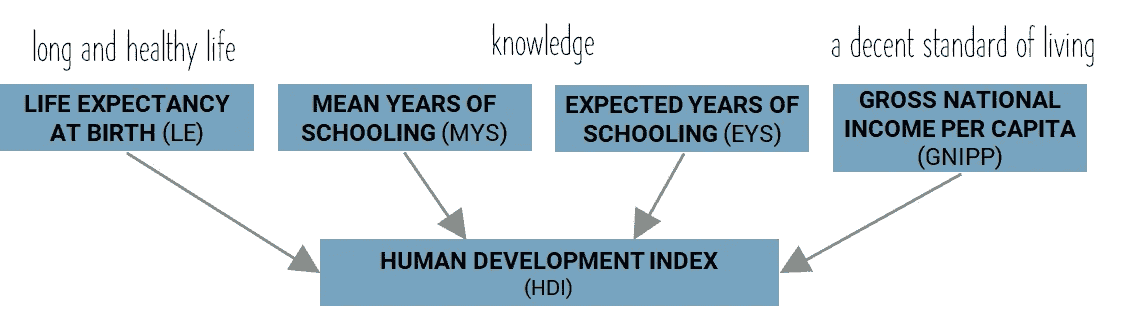 long and healthy life
knowledge
a decent standard of living
LIFE EXPECTANCY
AT BIRTH (LE)
MEAN YEARS OF
SCHOOLING (MYS)
EXPECTED YEARS OF
SCHOOLING (EYS)
GROSS NATIONAL
INCOME PER CAPITA
(GNIPP)
HUMAN DEVELOPMENT INDEX
(HDI)